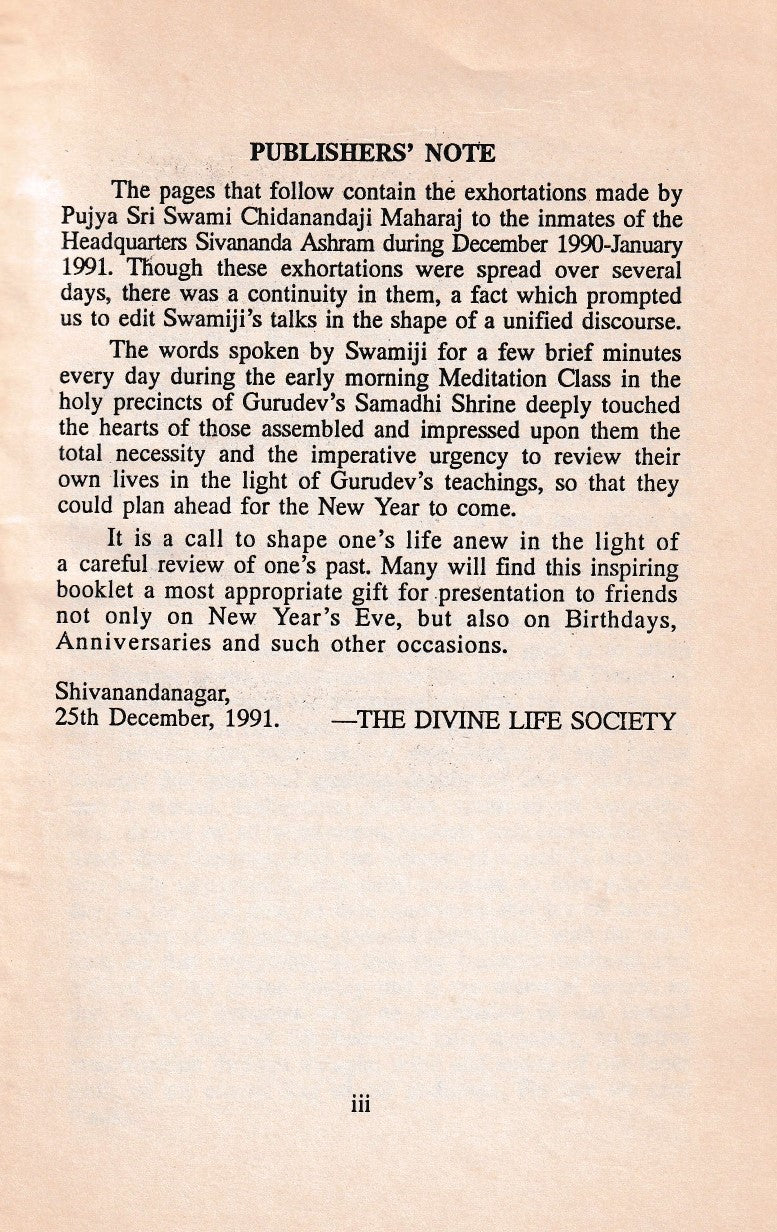 PUBLISHERS' NOTE
The pages that follow contain the exhortations made by
Pujya Sri Swami Chidanandaji Maharaj to the inmates of the
Headquarters Sivananda Ashram during December 1990-January
1991. Though these exhortations were spread over several
days, there was a continuity in them, a fact which prompted
us to edit Swamiji's talks in the shape of a unified discourse.
The words spoken by Swamiji for a few brief minutes
every day during the early morning Meditation Class in the
holy precincts of Gurudev's Samadhi Shrine deeply touched
the hearts of those assembled and impressed upon them the
total necessity and the imperative urgency to review their
own lives in the light of Gurudev's teachings, so that they
could plan ahead for the New Year to come.
It is a call to shape one's life anew in the light of
a careful review of one's past. Many will find this inspiring
booklet a most appropriate gift for presentation to friends
not only on New Year's Eve, but also on Birthdays,
Anniversaries and such other occasions.
Shivanandanagar,
25th December, 1991. —THE DIVINE LIFE SOCIETY
iii